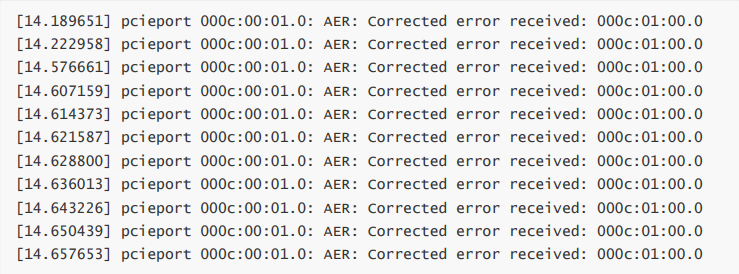 [14.189651] pcieport 000c:00:01.0: AER: Corrected error received: 000c:01:00.0
[14.222958] pcieport 000c:00:01.0: AER: Corrected error received: 000c:01:00.0
[14.576661] pcieport 000c:00:01.0: AER: Corrected error received: 000c:01:00.0
[14.607159] pcieport 000c:00:01.0: AER: Corrected error received: 000c:01:00.0
[14.614373] pcieport 000c:00:01.0: AER: Corrected error received: 000c:01:00.0
[14.621587] pcieport 000c:00:01.0: AER: Corrected error received: 000c:01:00.0
[14.628800] pcieport 000c:00:01.0: AER: Corrected error received: 000c:01:00.0
[14.636013] pcieport 000c:00:01.0: AER: Corrected error received: 000c:01:00.0
[14.643226] pcieport 000c:00:01.0: AER: Corrected error received: 000c:01:00.0
[14.650439] pcieport 000c:00:01.0: AER: Corrected error received: 000c:01:00.0
[14.657653] pcieport 000c:00:01.0: AER: Corrected error received: 000c:01:00.0